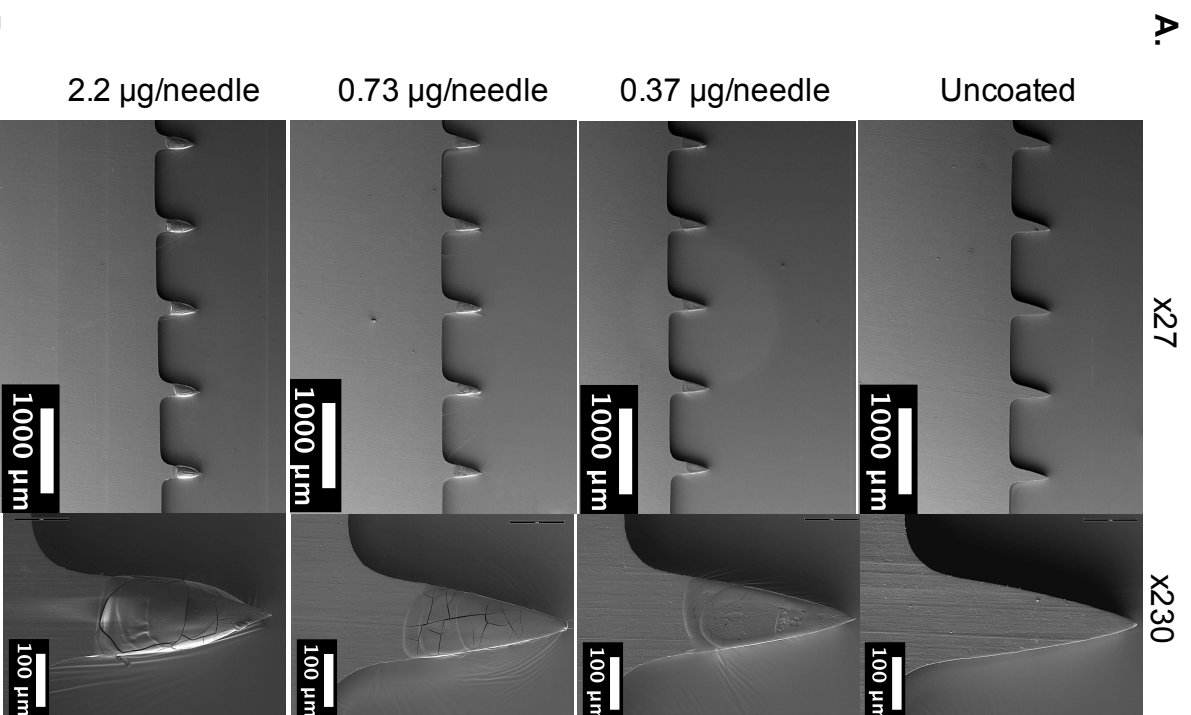 A.
2.2 µg/needle
0.73 µg/needle
0.37 µg/needle
Uncoated
x27
1000 µm
1000 µm
1000 µm
1000 µm
x230
100 µm
100 µm
100 µm
100 µm